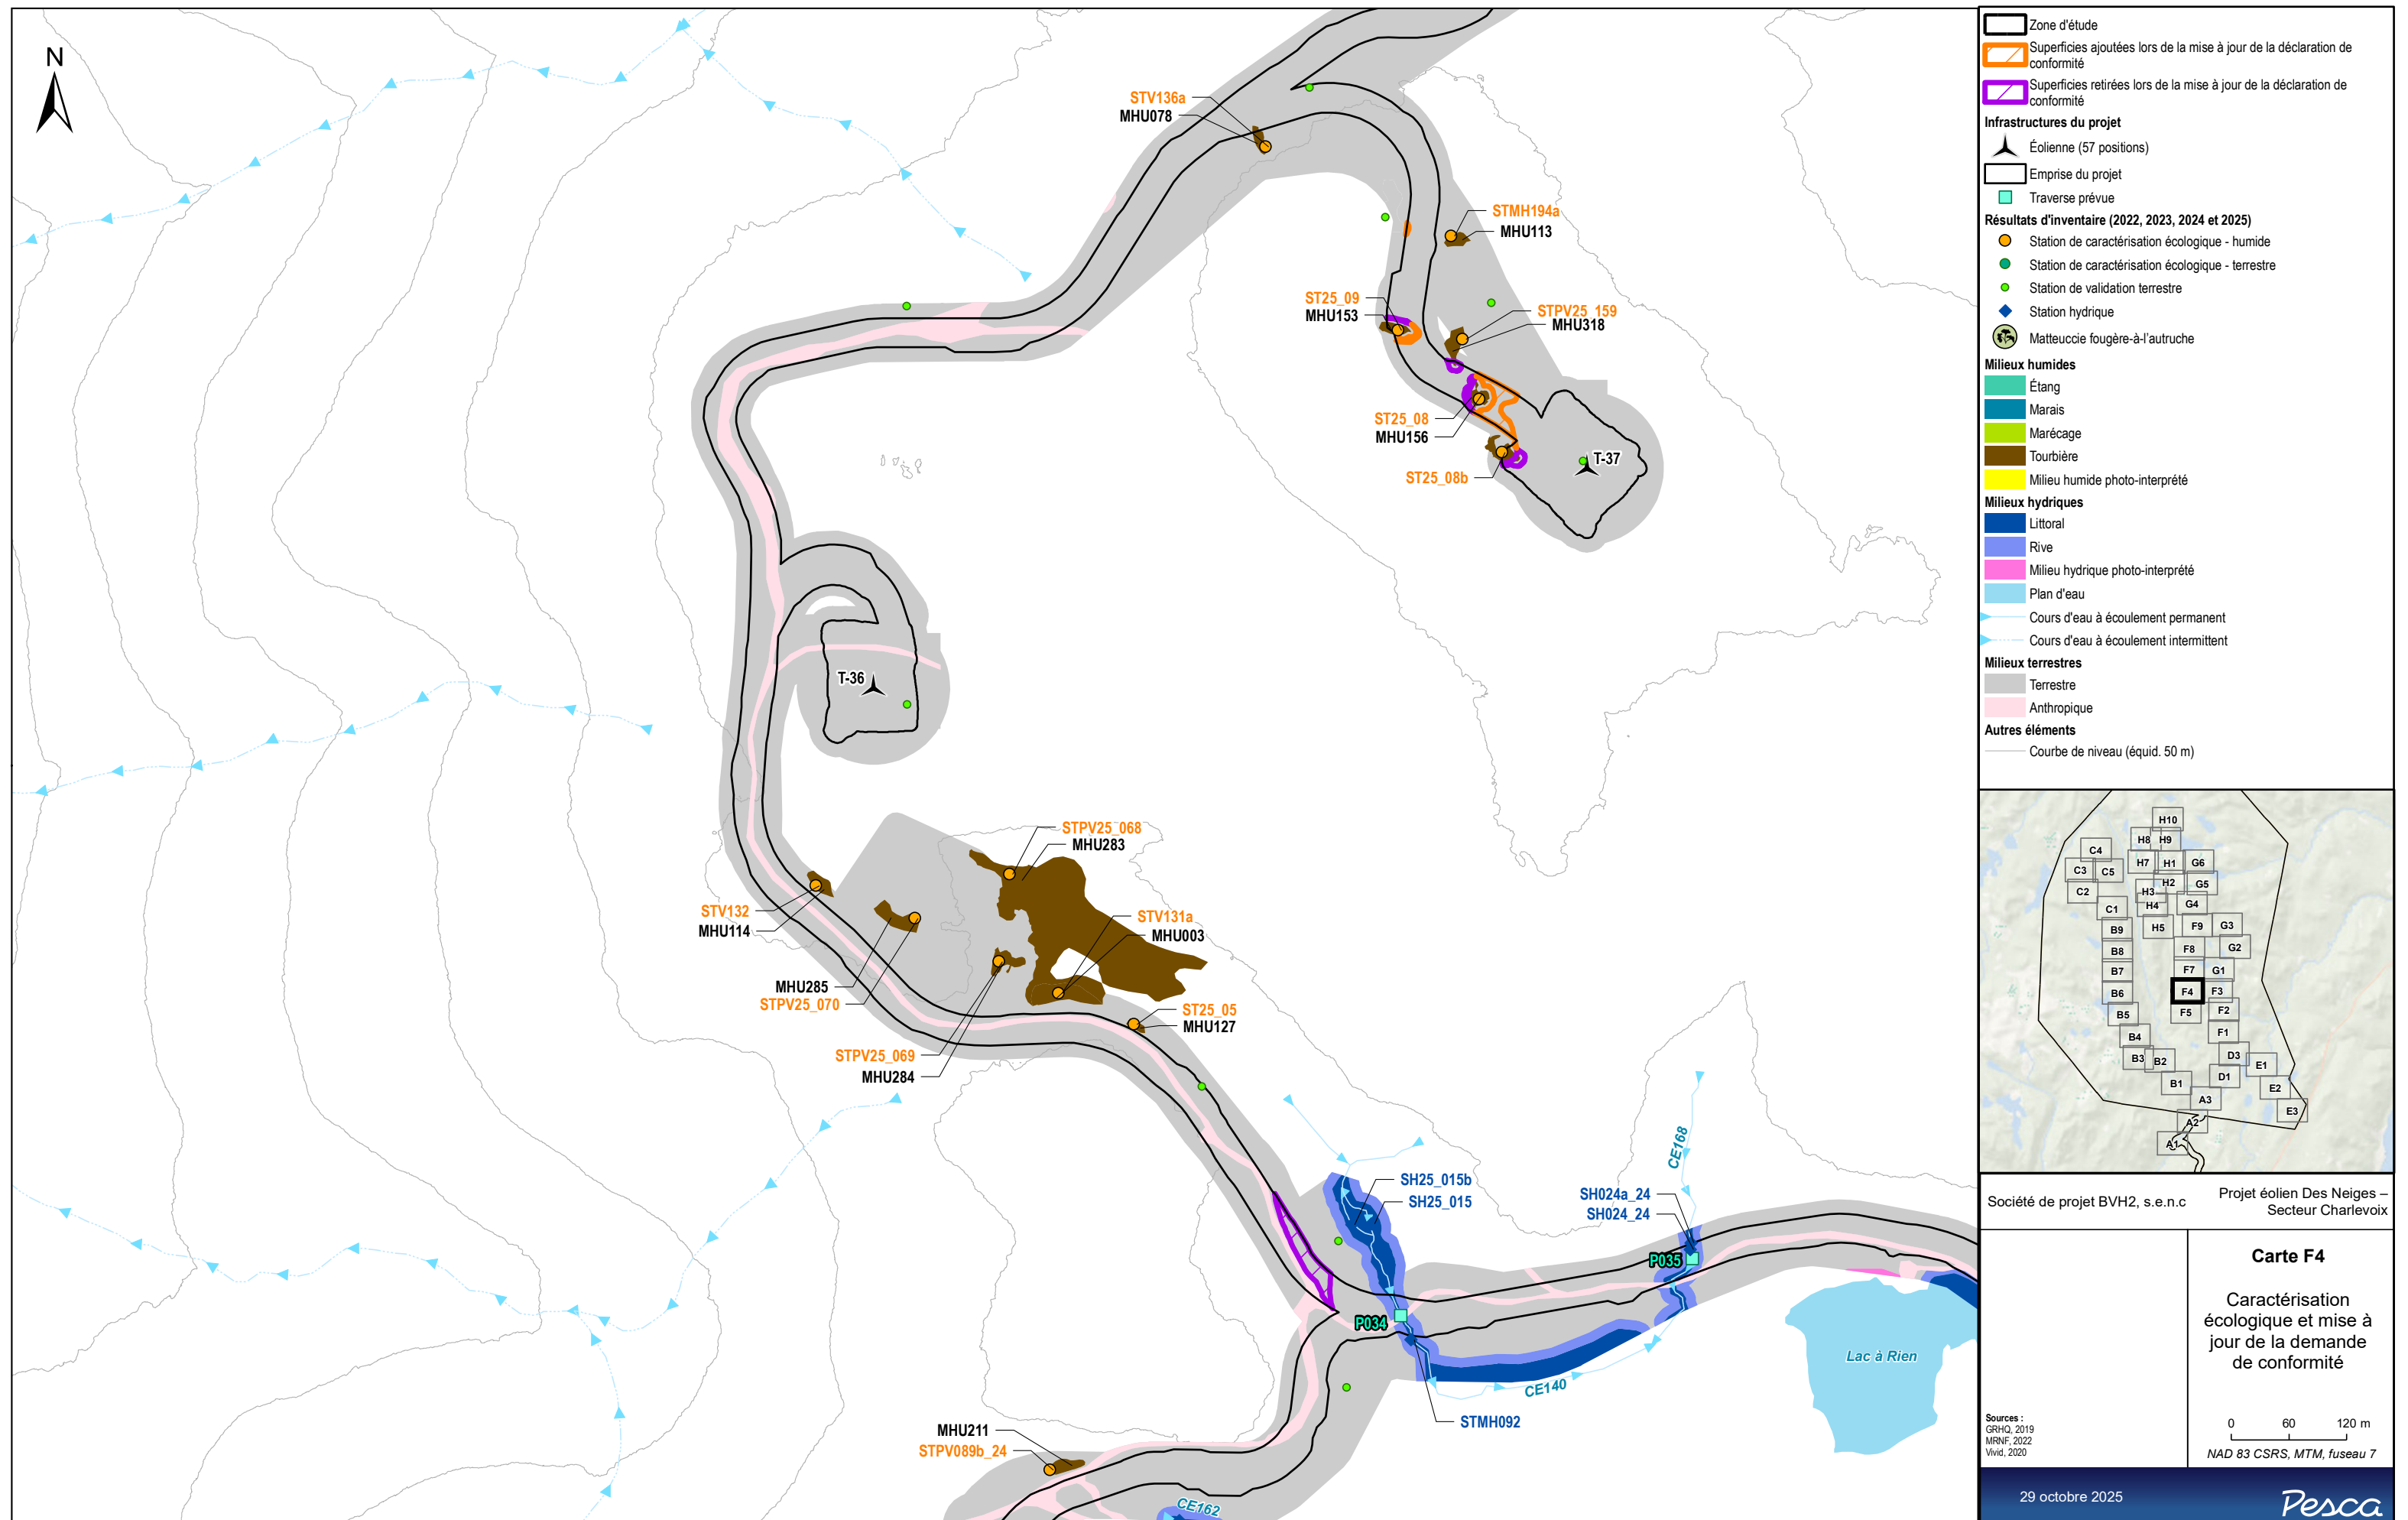 N
STV136a
MHU078
STMH194a
MHU113
ST25_09
MHU153
STPV25_159
MHU318
ST25_08
MHU156
ST25_08b
T-37
T-36
STPV25_068
MHU283
STV132
MHU114
STV131a
MHU003
MHU285
STPV25_070
ST25_05
MHU127
STPV25_069
MHU284
CE168
SH25_015b
SH25_015
SH024a_24
SH024_24
P035
P034
Lac à Rien
CE140
STMH092
MHU211
STPV089b_24
CE162
Zone d'étude
Superficies ajoutées lors de la mise à jour de la déclaration de
conformité
Superficies retirées lors de la mise à jour de la déclaration de
conformité
Infrastructures du projet
Éolienne (57 positions)
Emprise du projet
Traverse prévue
Résultats d'inventaire (2022, 2023, 2024 et 2025)
Station de caractérisation écologique - humide
Station de caractérisation écologique - terrestre
Station de validation terrestre
Station hydrique
Matteuccie fougère-à-l'autruche
Milieux humides
Étang
Marais
Marécage
Tourbière
Milieu humide photo-interprété
Milieux hydriques
Littoral
Rive
Milieu hydrique photo-interprété
Plan d'eau
Cours d'eau à écoulement permanent
Cours d'eau à écoulement intermittent
Milieux terrestres
Terrestre
Anthropique
Autres éléments
Courbe de niveau (équid. 50 m)
H10
H8 H9
C4
H7 H1 G6
C3 C5
H2 G5
C2 H3
H4 G4
C1
B9 H5 F9 G3
B8 F8 G2
B7 F7 G1
B6 F4 F3
B5 F5 F2
B4 F1
B3 B2 D3 E1
B1 D1 E2
A3
E3
A2
A1
Société de projet BVH2, s.e.n.c
Projet éolien Des Neiges –
Secteur Charlevoix
Carte F4
Caractérisation
écologique et mise à
jour de la demande
de conformité
Sources :
GRHQ, 2019
MRNF, 2022
Vivid, 2020
0 60 120 m
NAD 83 CSRS, MTM, fuseau 7
29 octobre 2025
Pesca